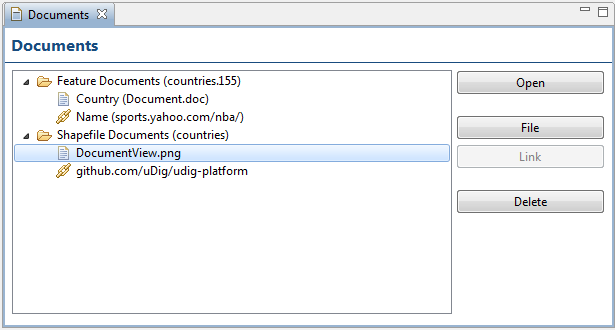 Documents
Documents
Feature Documents (countries.155)
Country (Document.doc)
Name (sports.yahoo.com/nba/)
Shapefile Documents (countries)
DocumentView.png
github.com/uDig/udig-platform
Open
File
Link
Delete